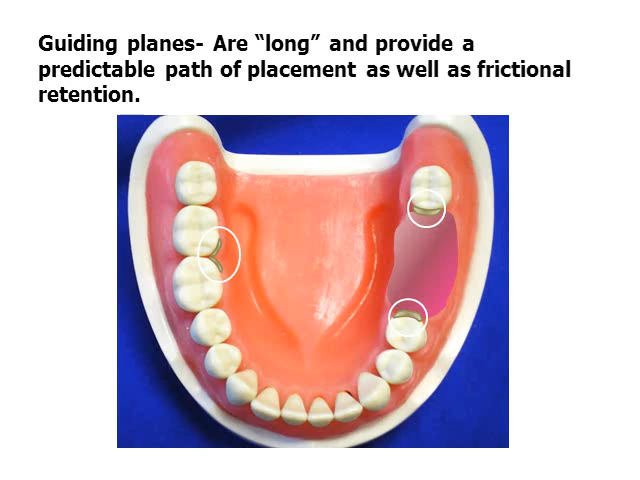 Guiding planes- Are “long” and provide a
predictable path of placement as well as frictional
retention.